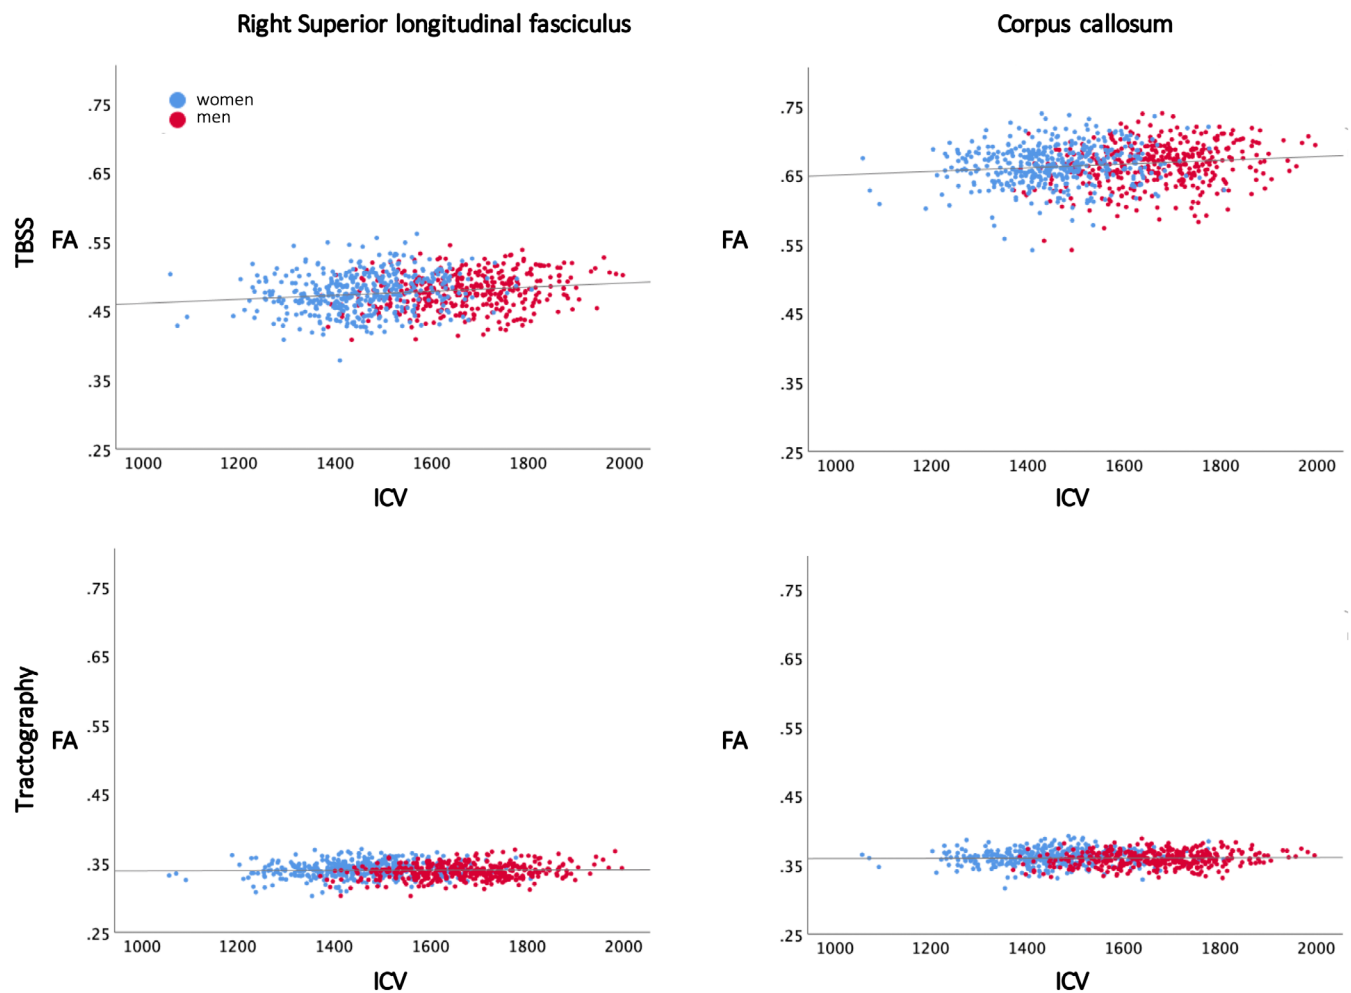 Right Superior longitudinal fasciculus
Corpus callosum
women
men
TBSS
FA
.75
.65
.55
.45
.35
.25
1000 1200 1400 1600 1800 2000
ICV
FA
.75
.65
.55
.45
.35
.25
1000 1200 1400 1600 1800 2000
ICV
Tractography
FA
.75
.65
.55
.45
.35
.25
1000 1200 1400 1600 1800 2000
ICV
FA
.75
.65
.55
.45
.35
.25
1000 1200 1400 1600 1800 2000
ICV